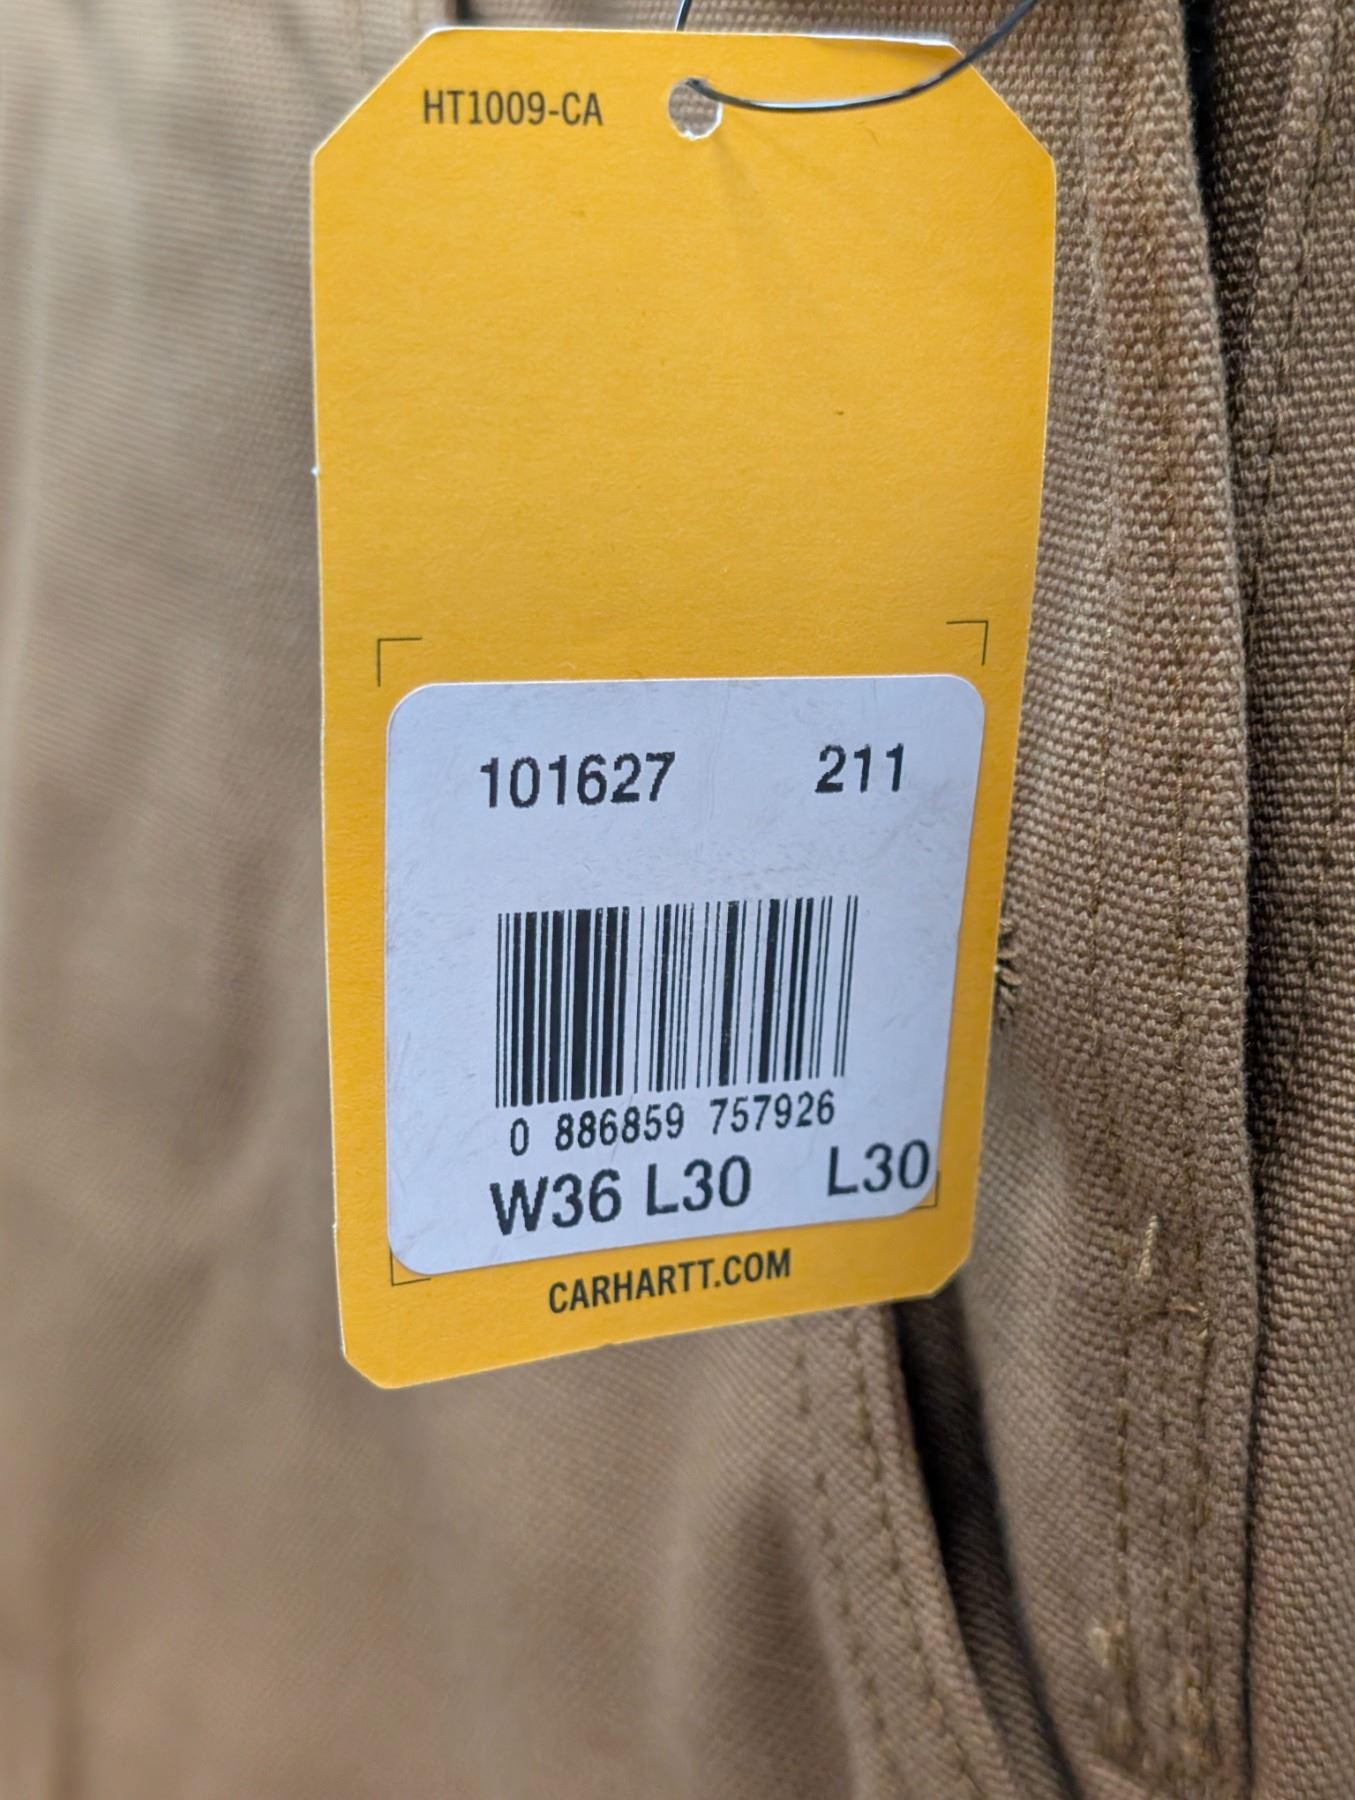 HT1009-CA
101627 211
0 886859 757926
W36 L30 L30
CARHARTT.COM